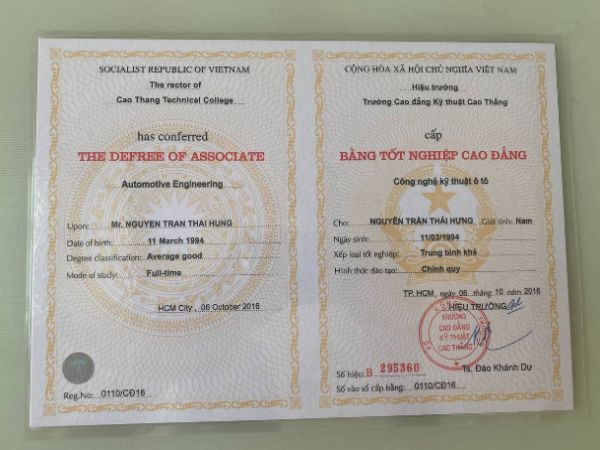 SOCIALIST REPUBLIC OF VIETNAM
The rector of
Cao Thang Technical College
has conferred
THE DEFREE OF ASSOCIATE
Automotive Engineering
Upon: Mr. NGUYEN TRAN THAI HUNG
Date of birth: 11 March 1994
Degree classification: Average good
Mode of study: Full-time
HCM City, 06 October 2016
Reg.No: 0110/CĐ16
CỘNG HÒA XÃ HỘI CHỦ NGHĨA VIỆT NAM
Hiệu trưởng
Trường Cao đẳng Kỹ thuật Cao Thắng
cấp
BẰNG TỐT NGHIỆP CAO ĐẲNG
Công nghệ kỹ thuật ô tô
Cho: NGUYỄN TRẦN THÁI HƯNG Giới tính: Nam
Ngày sinh: 11/03/1994
Xếp loại tốt nghiệp: Trung bình khá
Hình thức đào tạo: Chính quy
TP. HCM, ngày 06 tháng 10 năm 2016
HIỆU TRƯỞNG
TRƯỜNG
CAO ĐẲNG
KỸ THUẬT
CAO THẮNG
Ts. Đào Khánh Dư
Số hiệu: B 295360
Số vào sổ cấp bằng: 0110/CĐ16